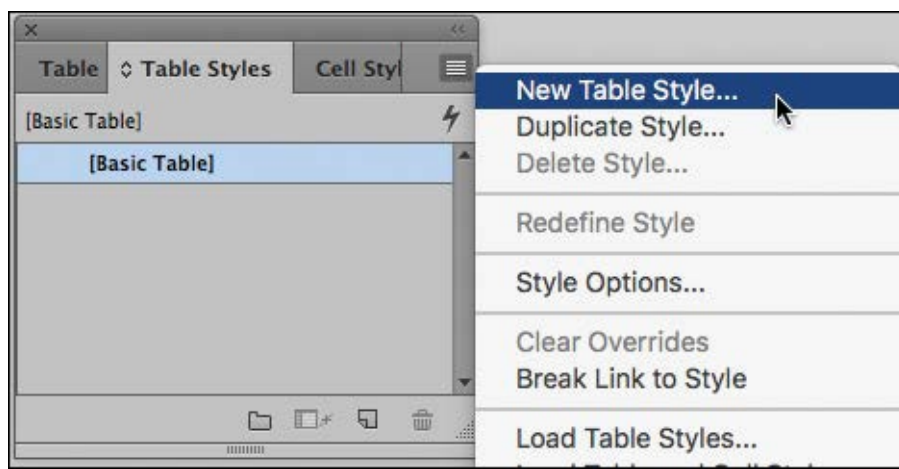 Table
Table Styles
Cell Styl
[Basic Table]
[Basic Table]
New Table Style...
Duplicate Style...
Delete Style...
Redefine Style
Style Options...
Clear Overrides
Break Link to Style
Load Table Styles...